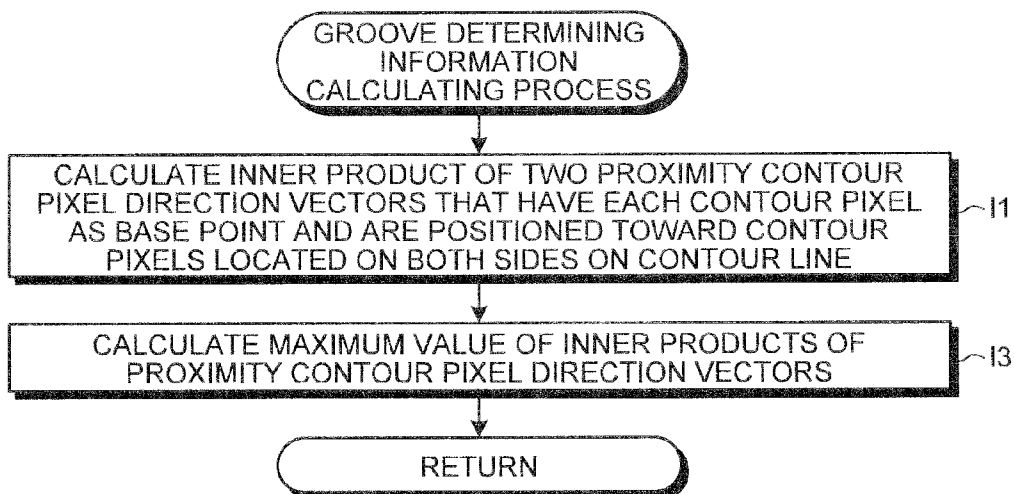 GROOVE DETERMINING
INFORMATION
CALCULATING PROCESS
CALCULATE INNER PRODUCT OF TWO PROXIMITY CONTOUR
PIXEL DIRECTION VECTORS THAT HAVE EACH CONTOUR PIXEL
AS BASE POINT AND ARE POSITIONED TOWARD CONTOUR
PIXELS LOCATED ON BOTH SIDES ON CONTOUR LINE
I1
CALCULATE MAXIMUM VALUE OF INNER PRODUCTS OF
PROXIMITY CONTOUR PIXEL DIRECTION VECTORS
I3
RETURN